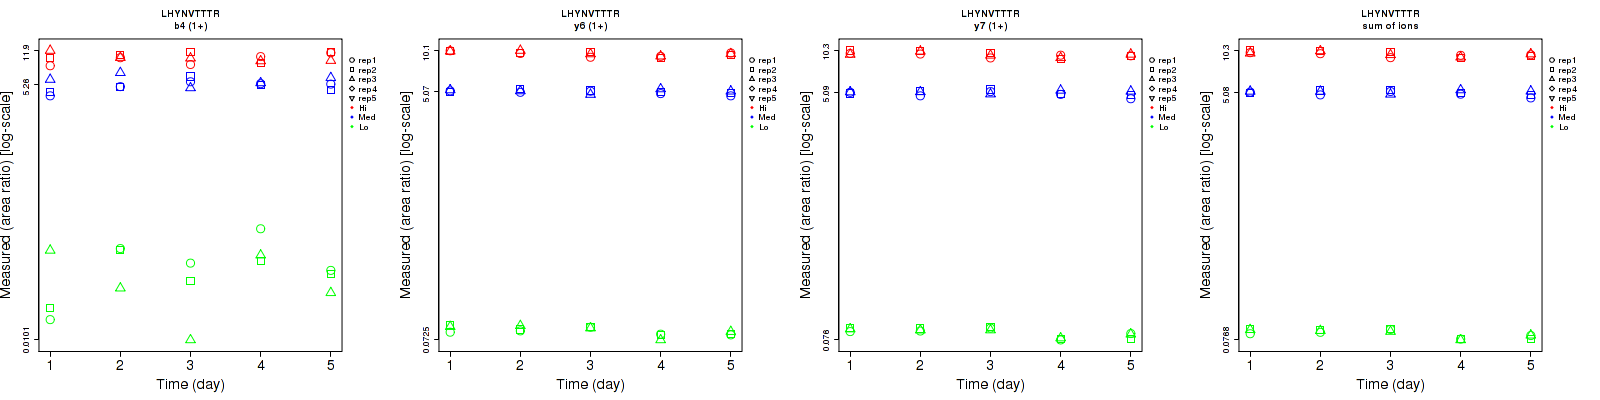 LHYNVTTTR
b4 (1+)
Measured (area ratio) [log-scale]
11.9
5.26
0.0101
1 2 3 4 5
Time (day)
rep1
rep2
rep3
rep4
rep5
Hi
Med
Lo
LHYNVTTTR
y6 (1+)
Measured (area ratio) [log-scale]
10.1
5.07
0.0725
1 2 3 4 5
Time (day)
rep1
rep2
rep3
rep4
rep5
Hi
Med
Lo
LHYNVTTTR
y7 (1+)
Measured (area ratio) [log-scale]
10.3
5.09
0.076
1 2 3 4 5
Time (day)
rep1
rep2
rep3
rep4
rep5
Hi
Med
Lo
LHYNVTTTR
sum of ions
Measured (area ratio) [log-scale]
10.3
5.08
0.0768
1 2 3 4 5
Time (day)
rep1
rep2
rep3
rep4
rep5
Hi
Med
Lo